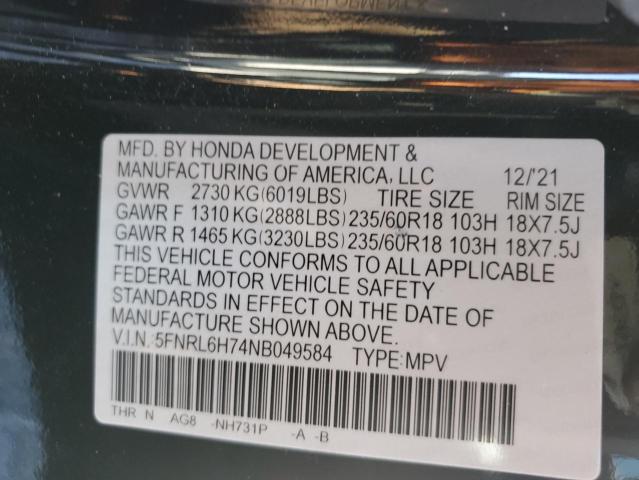 MFD. BY HONDA DEVELOPMENT &
MANUFACTURING OF AMERICA, LLC 12/'21
GVWR 2730 KG (6019LBS) TIRE SIZE RIM SIZE
GAWR F 1310 KG (2888LBS) 235/60R18 103H 18X7.5J
GAWR R 1465 KG (3230LBS) 235/60R18 103H 18X7.5J
THIS VEHICLE CONFORMS TO ALL APPLICABLE
FEDERAL MOTOR VEHICLE SAFETY
STANDARDS IN EFFECT ON THE DATE OF
MANUFACTURE SHOWN ABOVE.
V.I.N.:5FNRL6H74NB049584 TYPE:MPV
THR N AG8 -NH731P -A -B